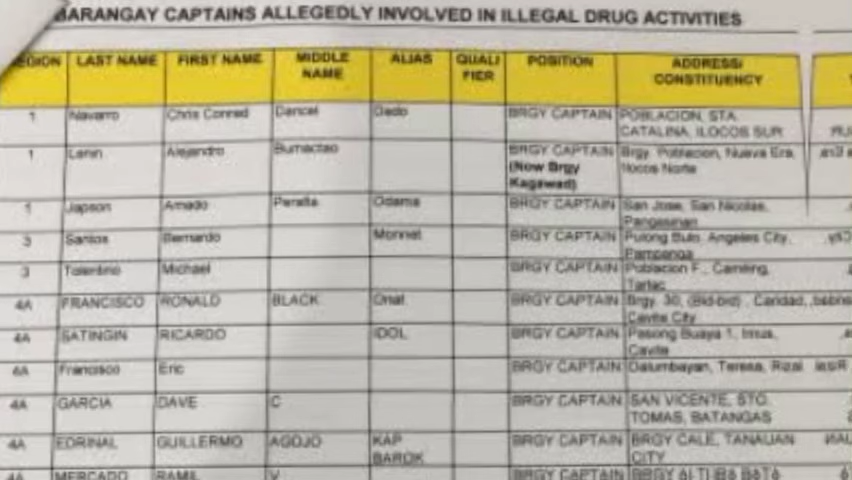 BARANGAY CAPTAINS ALLEGEDLY INVOLVED IN ILLEGAL DRUG ACTIVITIES
LAST NAME FIRST NAME MIDDLE NAME ALIAS QUALI FIER POSITION ADDRESS/ CONSTITUENCY
1 Navarro Chris Conrad Dancel Dado BRGY CAPTAIN POBLACION, STA. CATALINA, ILOCOS SUR
1 Lenin Alejandro Bumactao BRGY CAPTAIN (Now Brgy Kagawad) Brgy. Poblacion, Nueva Era, Ilocos Norte
1 Japson Amado Peralta Odama BRGY CAPTAIN San Jose, San Nicolas, Pangasinan
3 Santos Bernardo Monnet BRGY CAPTAIN Pulong Bulo, Angeles City, Pampanga
3 Tolentino Michael BRGY CAPTAIN Poblacion F., Camiling, Tarlac
4A FRANCISCO RONALD BLACK Onat BRGY CAPTAIN Brgy. 30, (Bid-bid), Caridad, Cavite City
4A SATINGIN RICARDO IDOL BRGY CAPTAIN Pasong Buaya 1, Imus, Cavite
Francisco Eric BRGY CAPTAIN Dalumbayan, Teresa, Rizal
4A GARCIA DAVE C BRGY CAPTAIN SAN VICENTE, STO. TOMAS, BATANGAS
4A EDRINAL GUILLERMO AGOJO KAP BAROK BRGY CAPTAIN BRGY CALE, TANAUAN CITY
4A MERCADO RAMIL V BRGY CAPTAIN BRGY